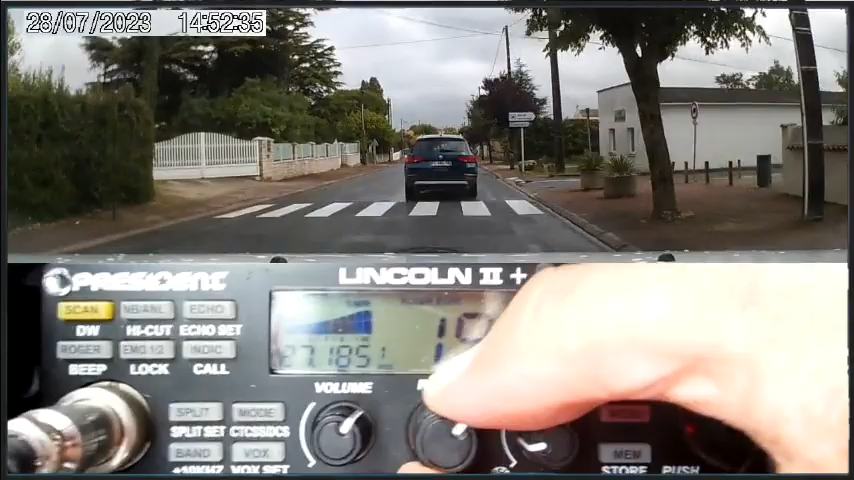 28/07/2023 14:52:35
PRESIDENT LINCOLN II +
SCAN NB/ANL ECHO
DW HI-CUT ECHO SET
ROGER EMG 1/2 INDIC
BEEP LOCK CALL
27.185
VOLUME
SPLIT MODE
SPLIT SET CTCSS/DCS
BAND VOX MEM
+10KHZ VOX SET STORE PUSH